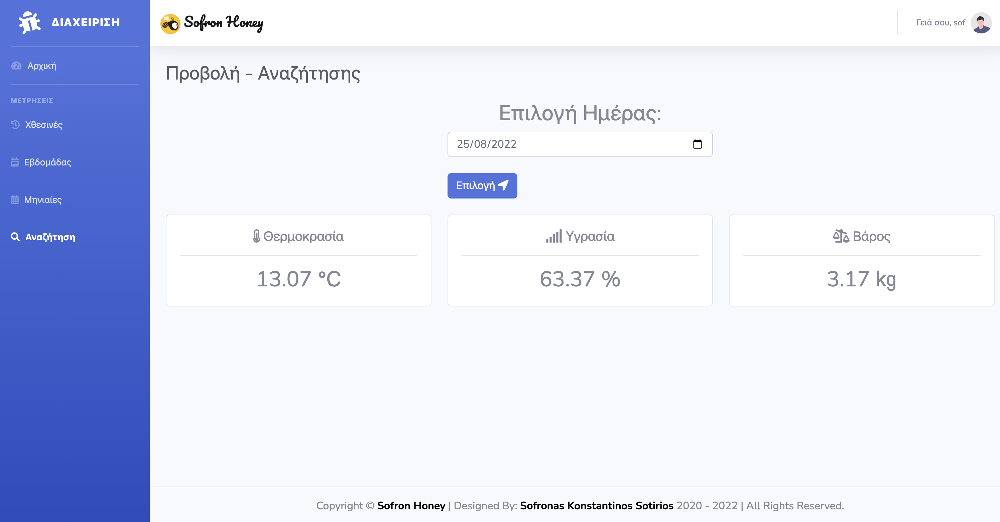 ΔΙΑΧΕΙΡΙΣΗ
Αρχική
ΜΕΤΡΗΣΕΙΣ
Χθεσινές
Εβδομάδας
Μηνιαίες
Αναζήτηση
Sofron Honey
Γειά σου, sof
Προβολή - Αναζήτησης
Επιλογή Ημέρας:
25/08/2022
Επιλογή
Θερμοκρασία
13.07 °C
Υγρασία
63.37 %
Βάρος
3.17 kg
Copyright © Sofron Honey | Designed By: Sofronas Konstantinos Sotirios 2020 - 2022 | All Rights Reserved.